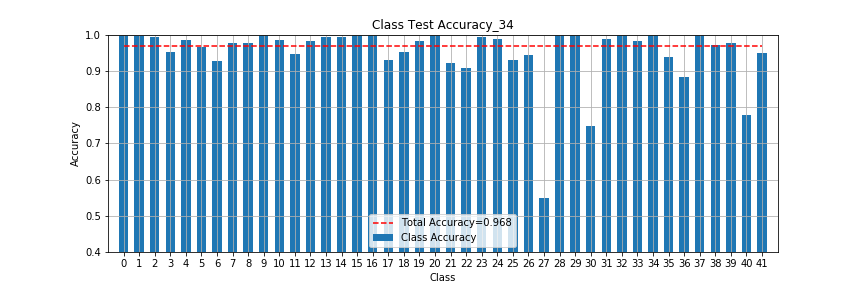 Class Test Accuracy_34
Accuracy
1.0
0.9
0.8
0.7
0.6
0.5
0.4
Total Accuracy=0.968
Class Accuracy
0 1 2 3 4 5 6 7 8 9 10 11 12 13 14 15 16 17 18 19 20 21 22 23 24 25 26 27 28 29 30 31 32 33 34 35 36 37 38 39 40 41
Class